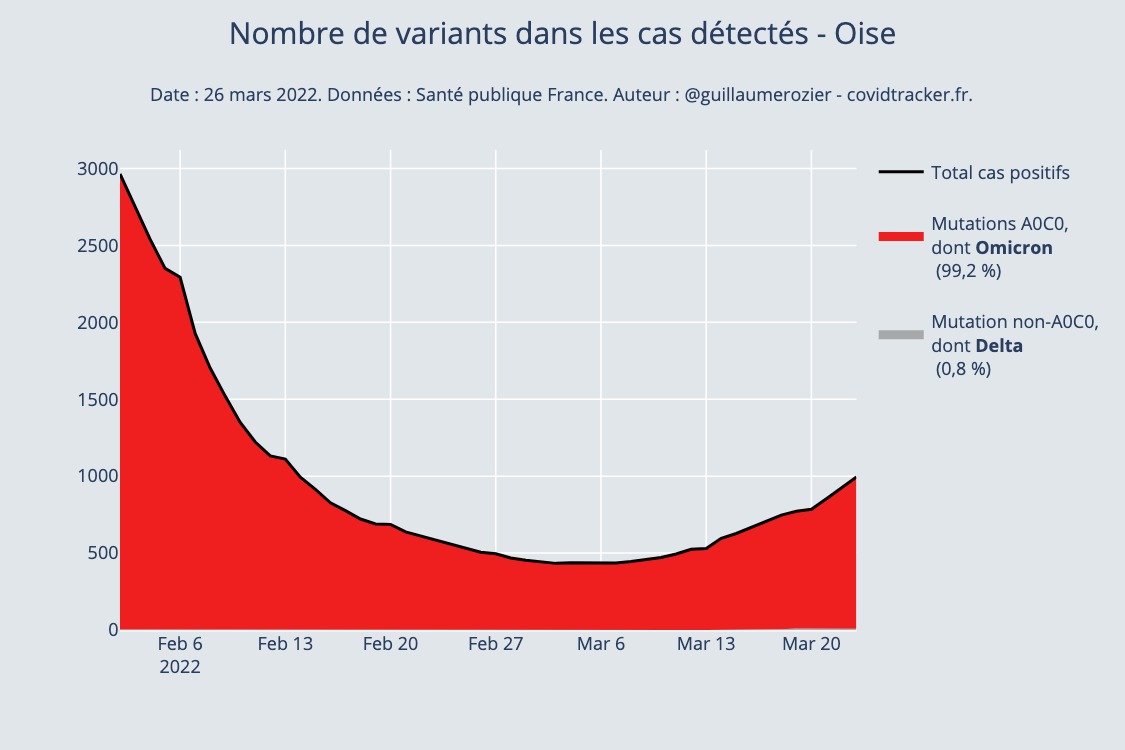 Nombre de variants dans les cas détectés - Oise
Date : 26 mars 2022. Données : Santé publique France. Auteur : @guillaumerozier - covidtracker.fr.
3000
2500
2000
1500
1000
500
0
Feb 6
2022
Feb 13
Feb 20
Feb 27
Mar 6
Mar 13
Mar 20
Total cas positifs
Mutations A0C0,
dont Omicron
(99,2 %)
Mutation non-A0C0,
dont Delta
(0,8 %)